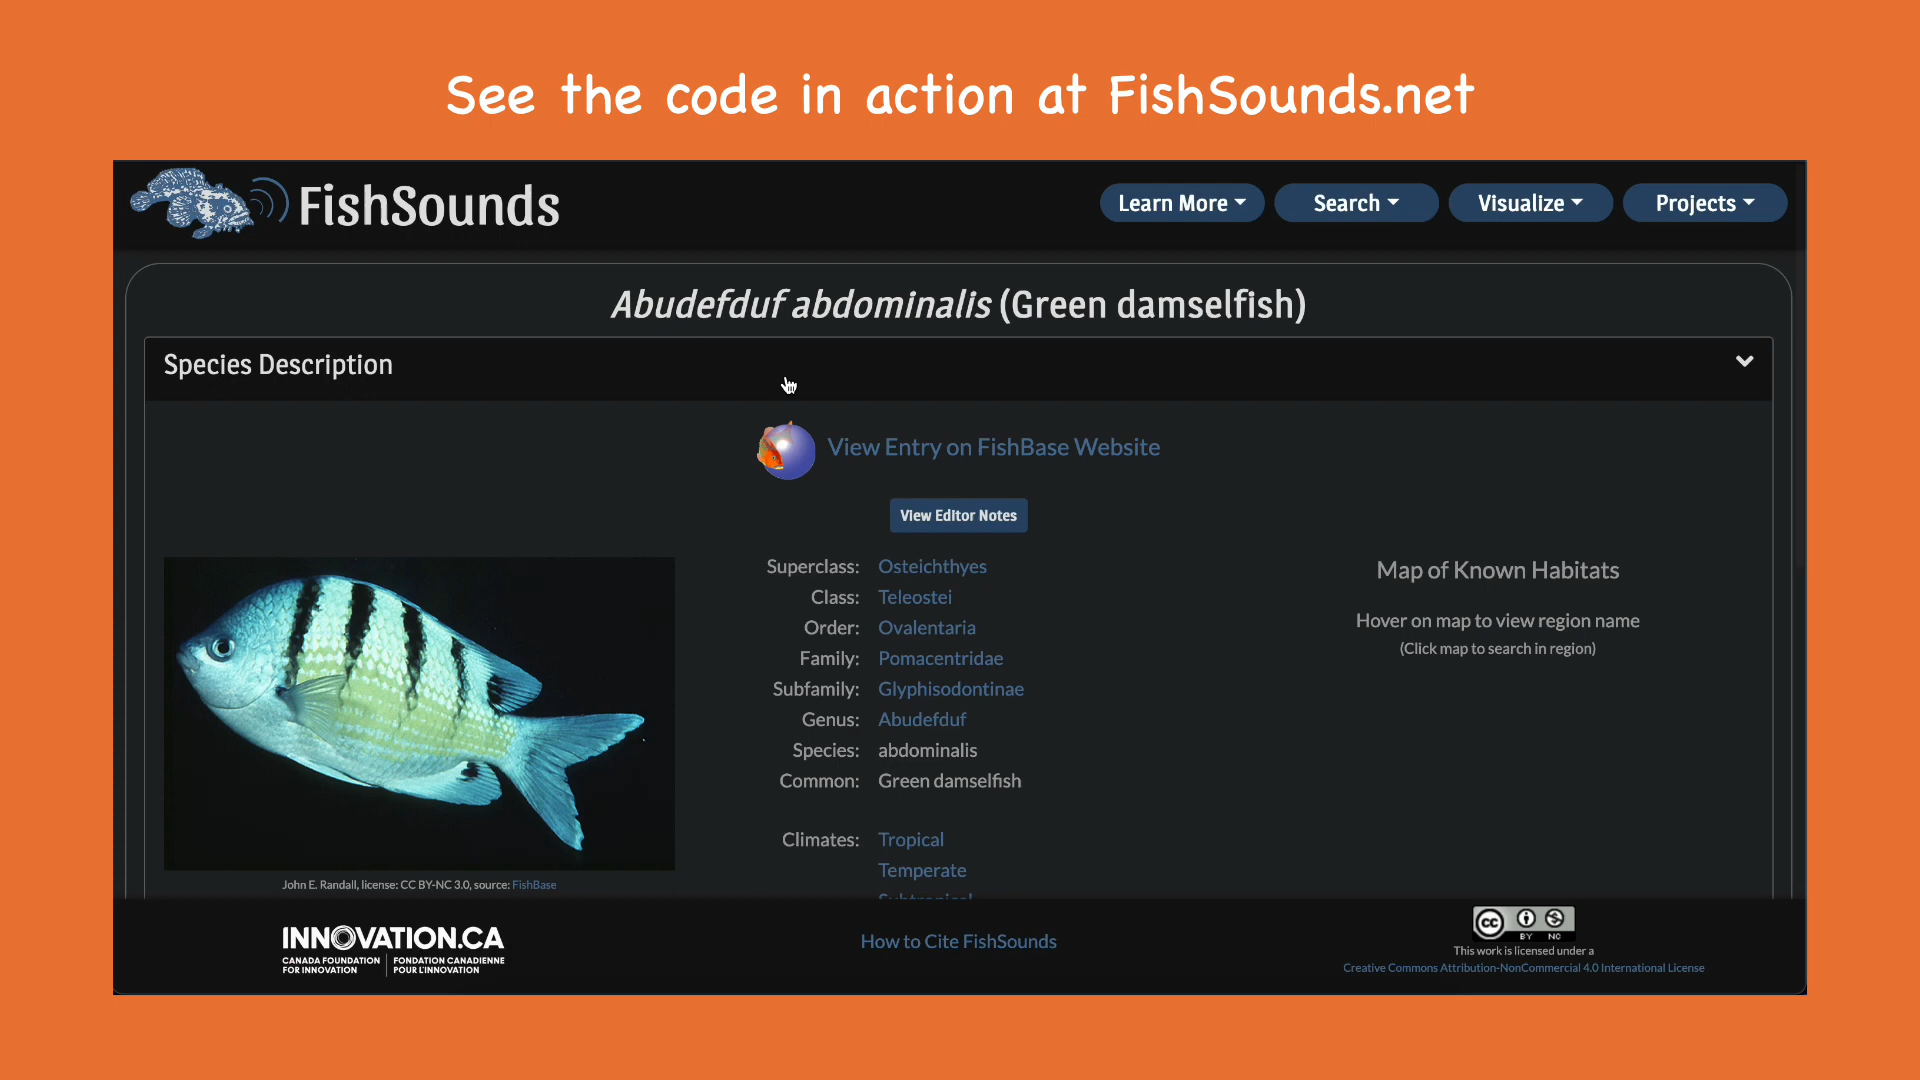 See the code in action at FishSounds.net
FishSounds
Learn More
Search
Visualize
Projects
Abudefduf abdominalis (Green damselfish)
Species Description
View Entry on FishBase Website
View Editor Notes
Superclass: Osteichthyes
Class: Teleostei
Order: Ovalentaria
Family: Pomacentridae
Subfamily: Glyphisodontinae
Genus: Abudefduf
Species: abdominalis
Common: Green damselfish
Climates: Tropical
Temperate
Subtropical
Map of Known Habitats
Hover on map to view region name
(Click map to search in region)
John E. Randall, license: CC BY-NC 3.0, source: FishBase
INNOVATION.CA
CANADA FOUNDATION
FOR INNOVATION
FONDATION CANADIENNE
POUR L'INNOVATION
How to Cite FishSounds
CC
BY NC
This work is licensed under a
Creative Commons Attribution-NonCommercial 4.0 International License